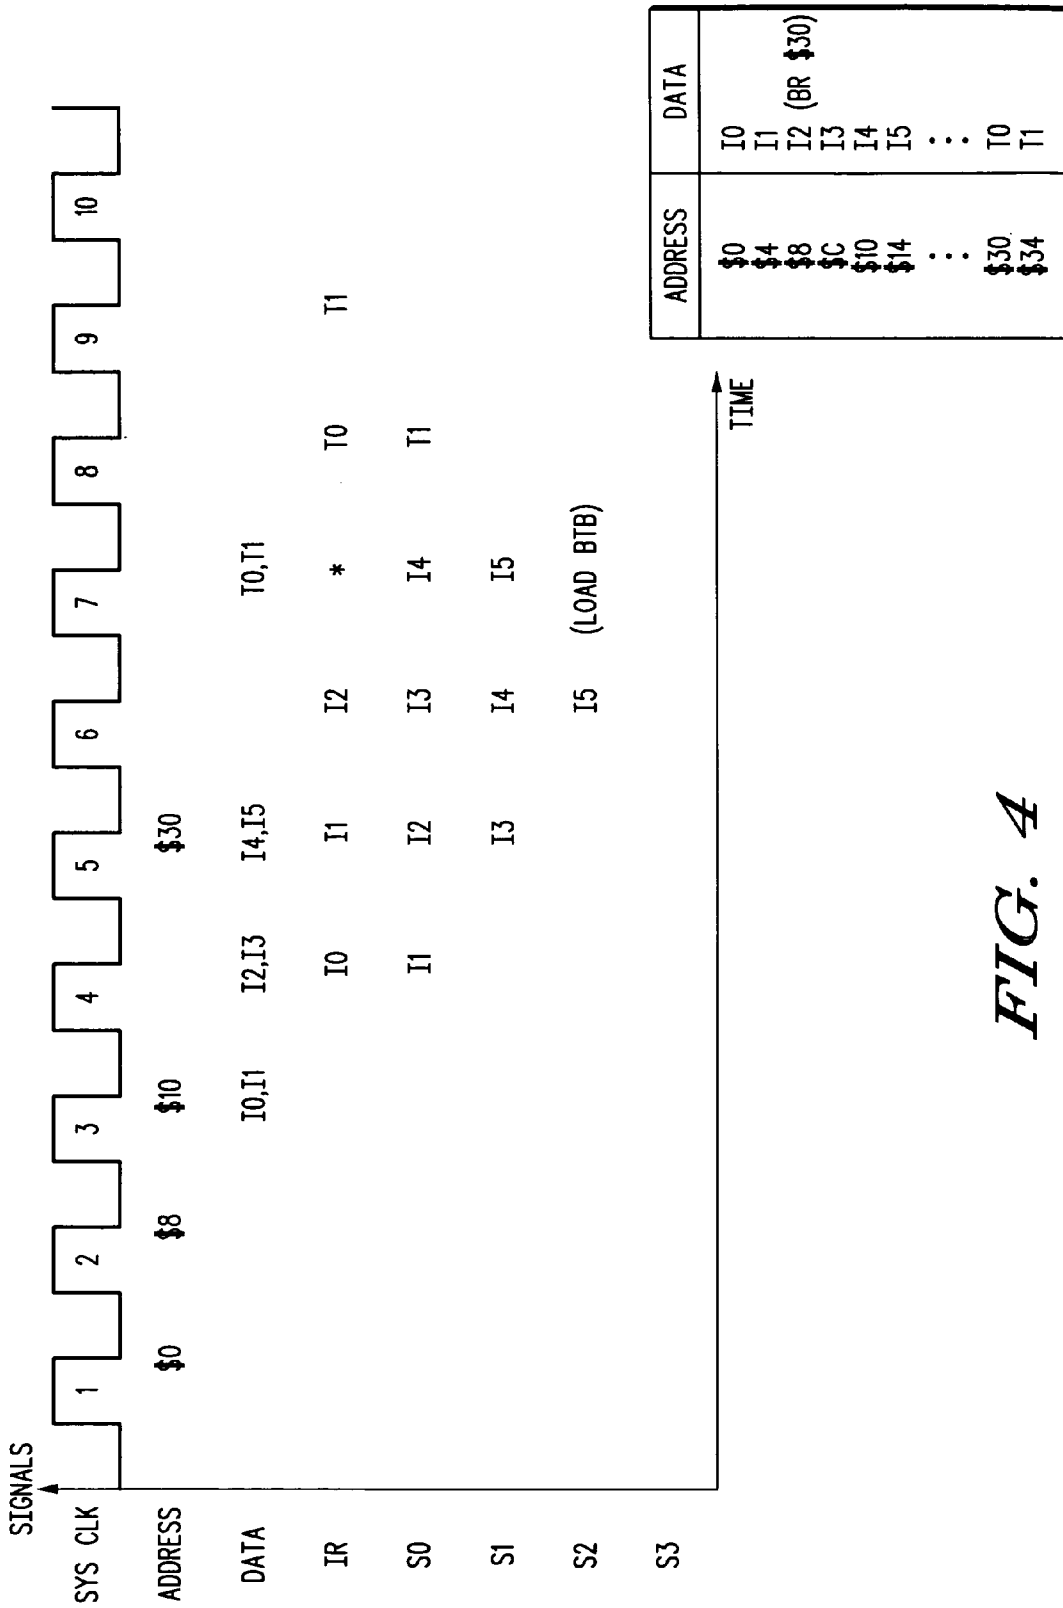 SIGNALS
SYS CLK 1 2 3 4 5 6 7 8 9 10
ADDRESS $0 $8 $10 $30
DATA I0,I1 I2,I3 I4,I5 T0,T1
IR I0 I1 I2 * T0 T1
S0 I1 I2 I3 I4 T1
S1 I3 I4 I5
S2 I5 (LOAD BTB)
S3
TIME
ADDRESS DATA
$0 I0
$4 I1
$8 I2 (BR $30)
$C I3
$10 I4
$14 I5
... ...
$30 T0
$34 T1
FIG. 4